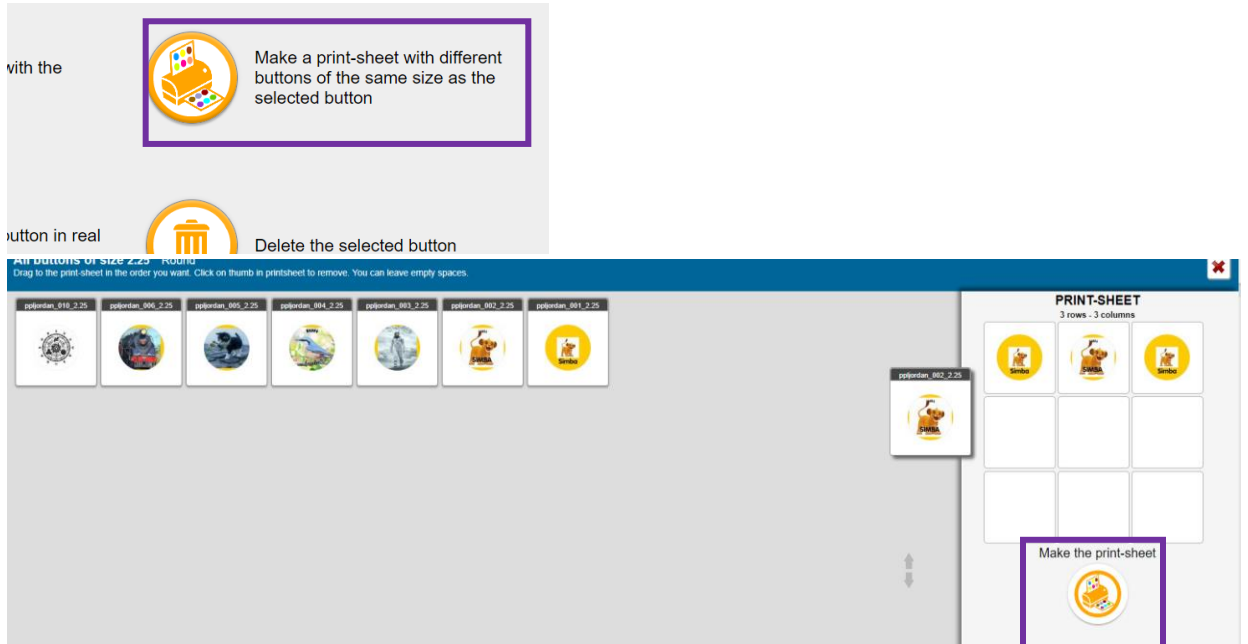 with the
Make a print-sheet with different
buttons of the same size as the
selected button
button in real
Delete the selected button
All buttons of size 2.25 Round
Drag to the print-sheet in the order you want. Click on thumb in printsheet to remove. You can leave empty spaces.
ppljordan_010_2.25 ppljordan_006_2.25 ppljordan_005_2.25 ppljordan_004_2.25 ppljordan_003_2.25 ppljordan_002_2.25 ppljordan_001_2.25
SIMBA
Simba
PRINT-SHEET
3 rows - 3 columns
Simba
SIMBA
Simba
ppljordan_002_2.25
SIMBA
Make the print-sheet